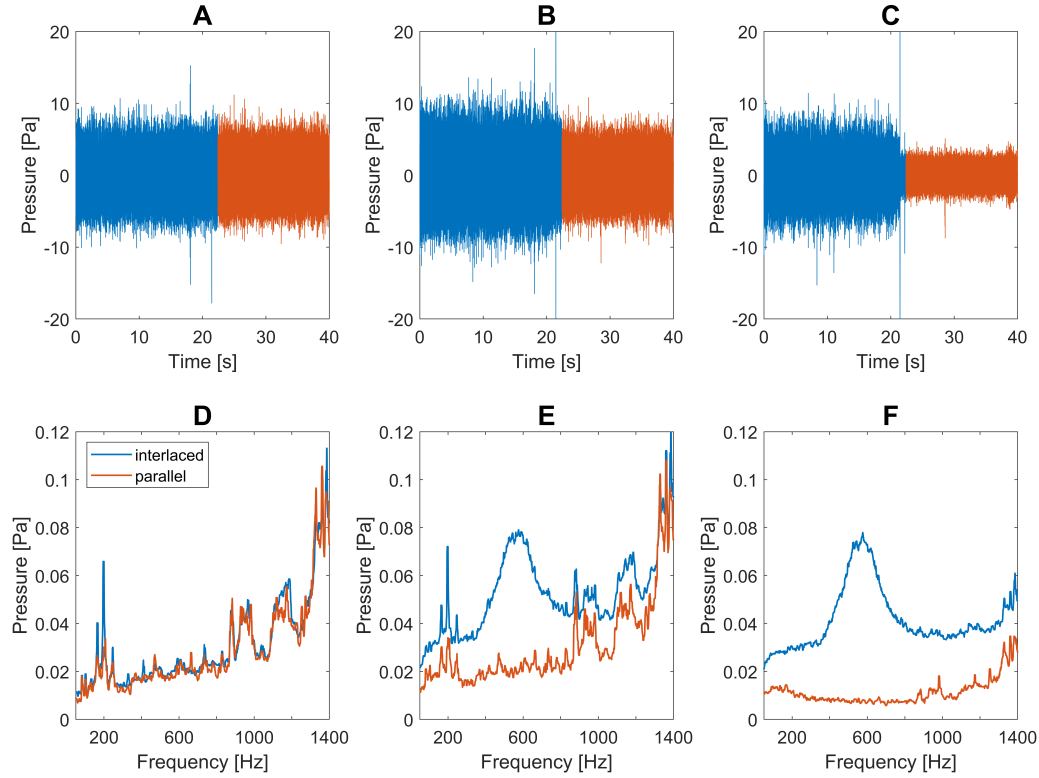 A B C
20 20 20
10 10 10
0 0 0
-10 -10 -10
-20 -20 -20
Pressure [Pa] Pressure [Pa] Pressure [Pa]
0 10 20 30 40 0 10 20 30 40 0 10 20 30 40
Time [s] Time [s] Time [s]
D E F
0.12 0.12 0.12
interlaced
parallel
0.1 0.1 0.1
0.08 0.08 0.08
0.06 0.06 0.06
0.04 0.04 0.04
0.02 0.02 0.02
0 0 0
Pressure [Pa] Pressure [Pa] Pressure [Pa]
200 600 1000 1400 200 600 1000 1400 200 600 1000 1400
Frequency [Hz] Frequency [Hz] Frequency [Hz]